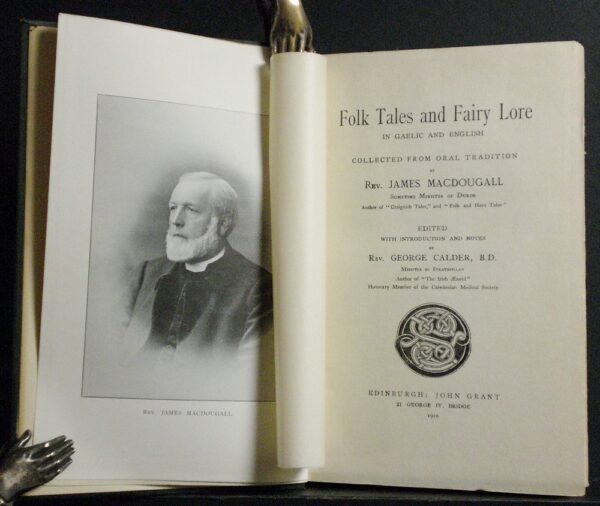 REV. JAMES MACDOUGALL.
Folk Tales and Fairy Lore
IN GAELIC AND ENGLISH
COLLECTED FROM ORAL TRADITION
BY
REV. JAMES MACDOUGALL
SOMETIME MINISTER OF DUROR
Author of "Craignish Tales," and "Folk and Hero Tales"
EDITED
WITH INTRODUCTION AND NOTES
BY
REV. GEORGE CALDER, B.D.
MINISTER OF STRATHFILLAN
Author of "The Irish Æneid"
Honorary Member of the Caledonian Medical Society
EDINBURGH: JOHN GRANT
31 GEORGE IV. BRIDGE
1910